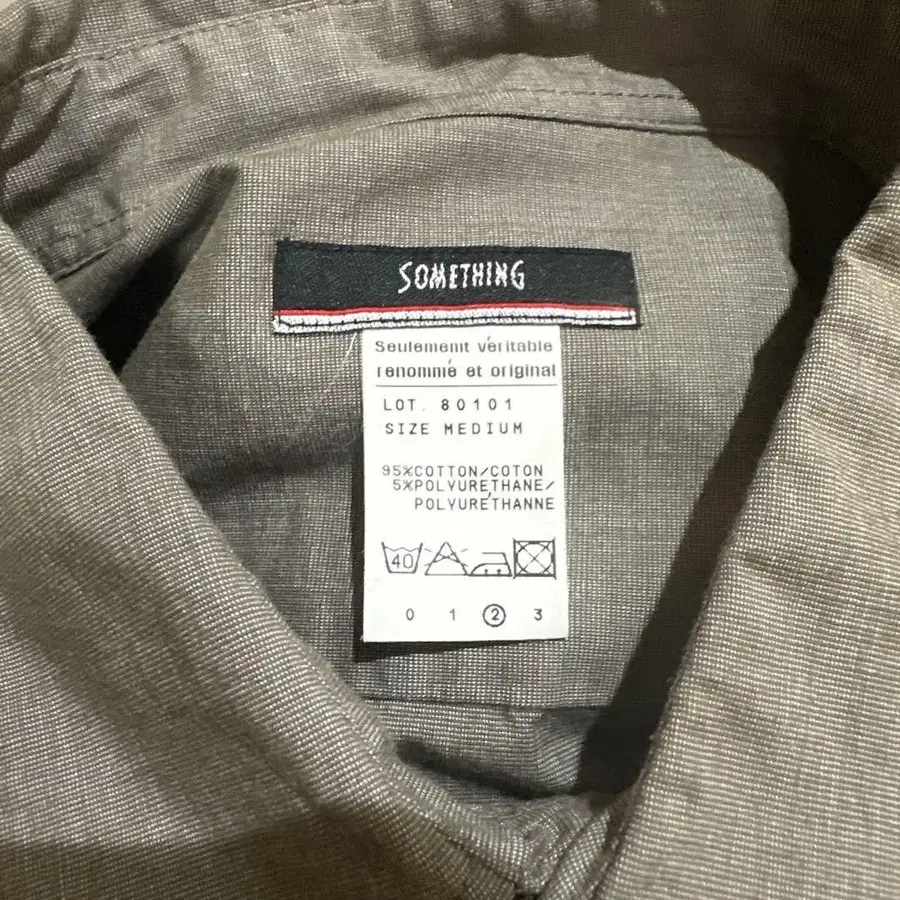 SOMETHING
Seulement véritable
renommé et original
LOT. 80101
SIZE MEDIUM
95%COTTON/COTON
5%POLYURETHANE/
POLYURÉTHANNE
40
0 1 2 3